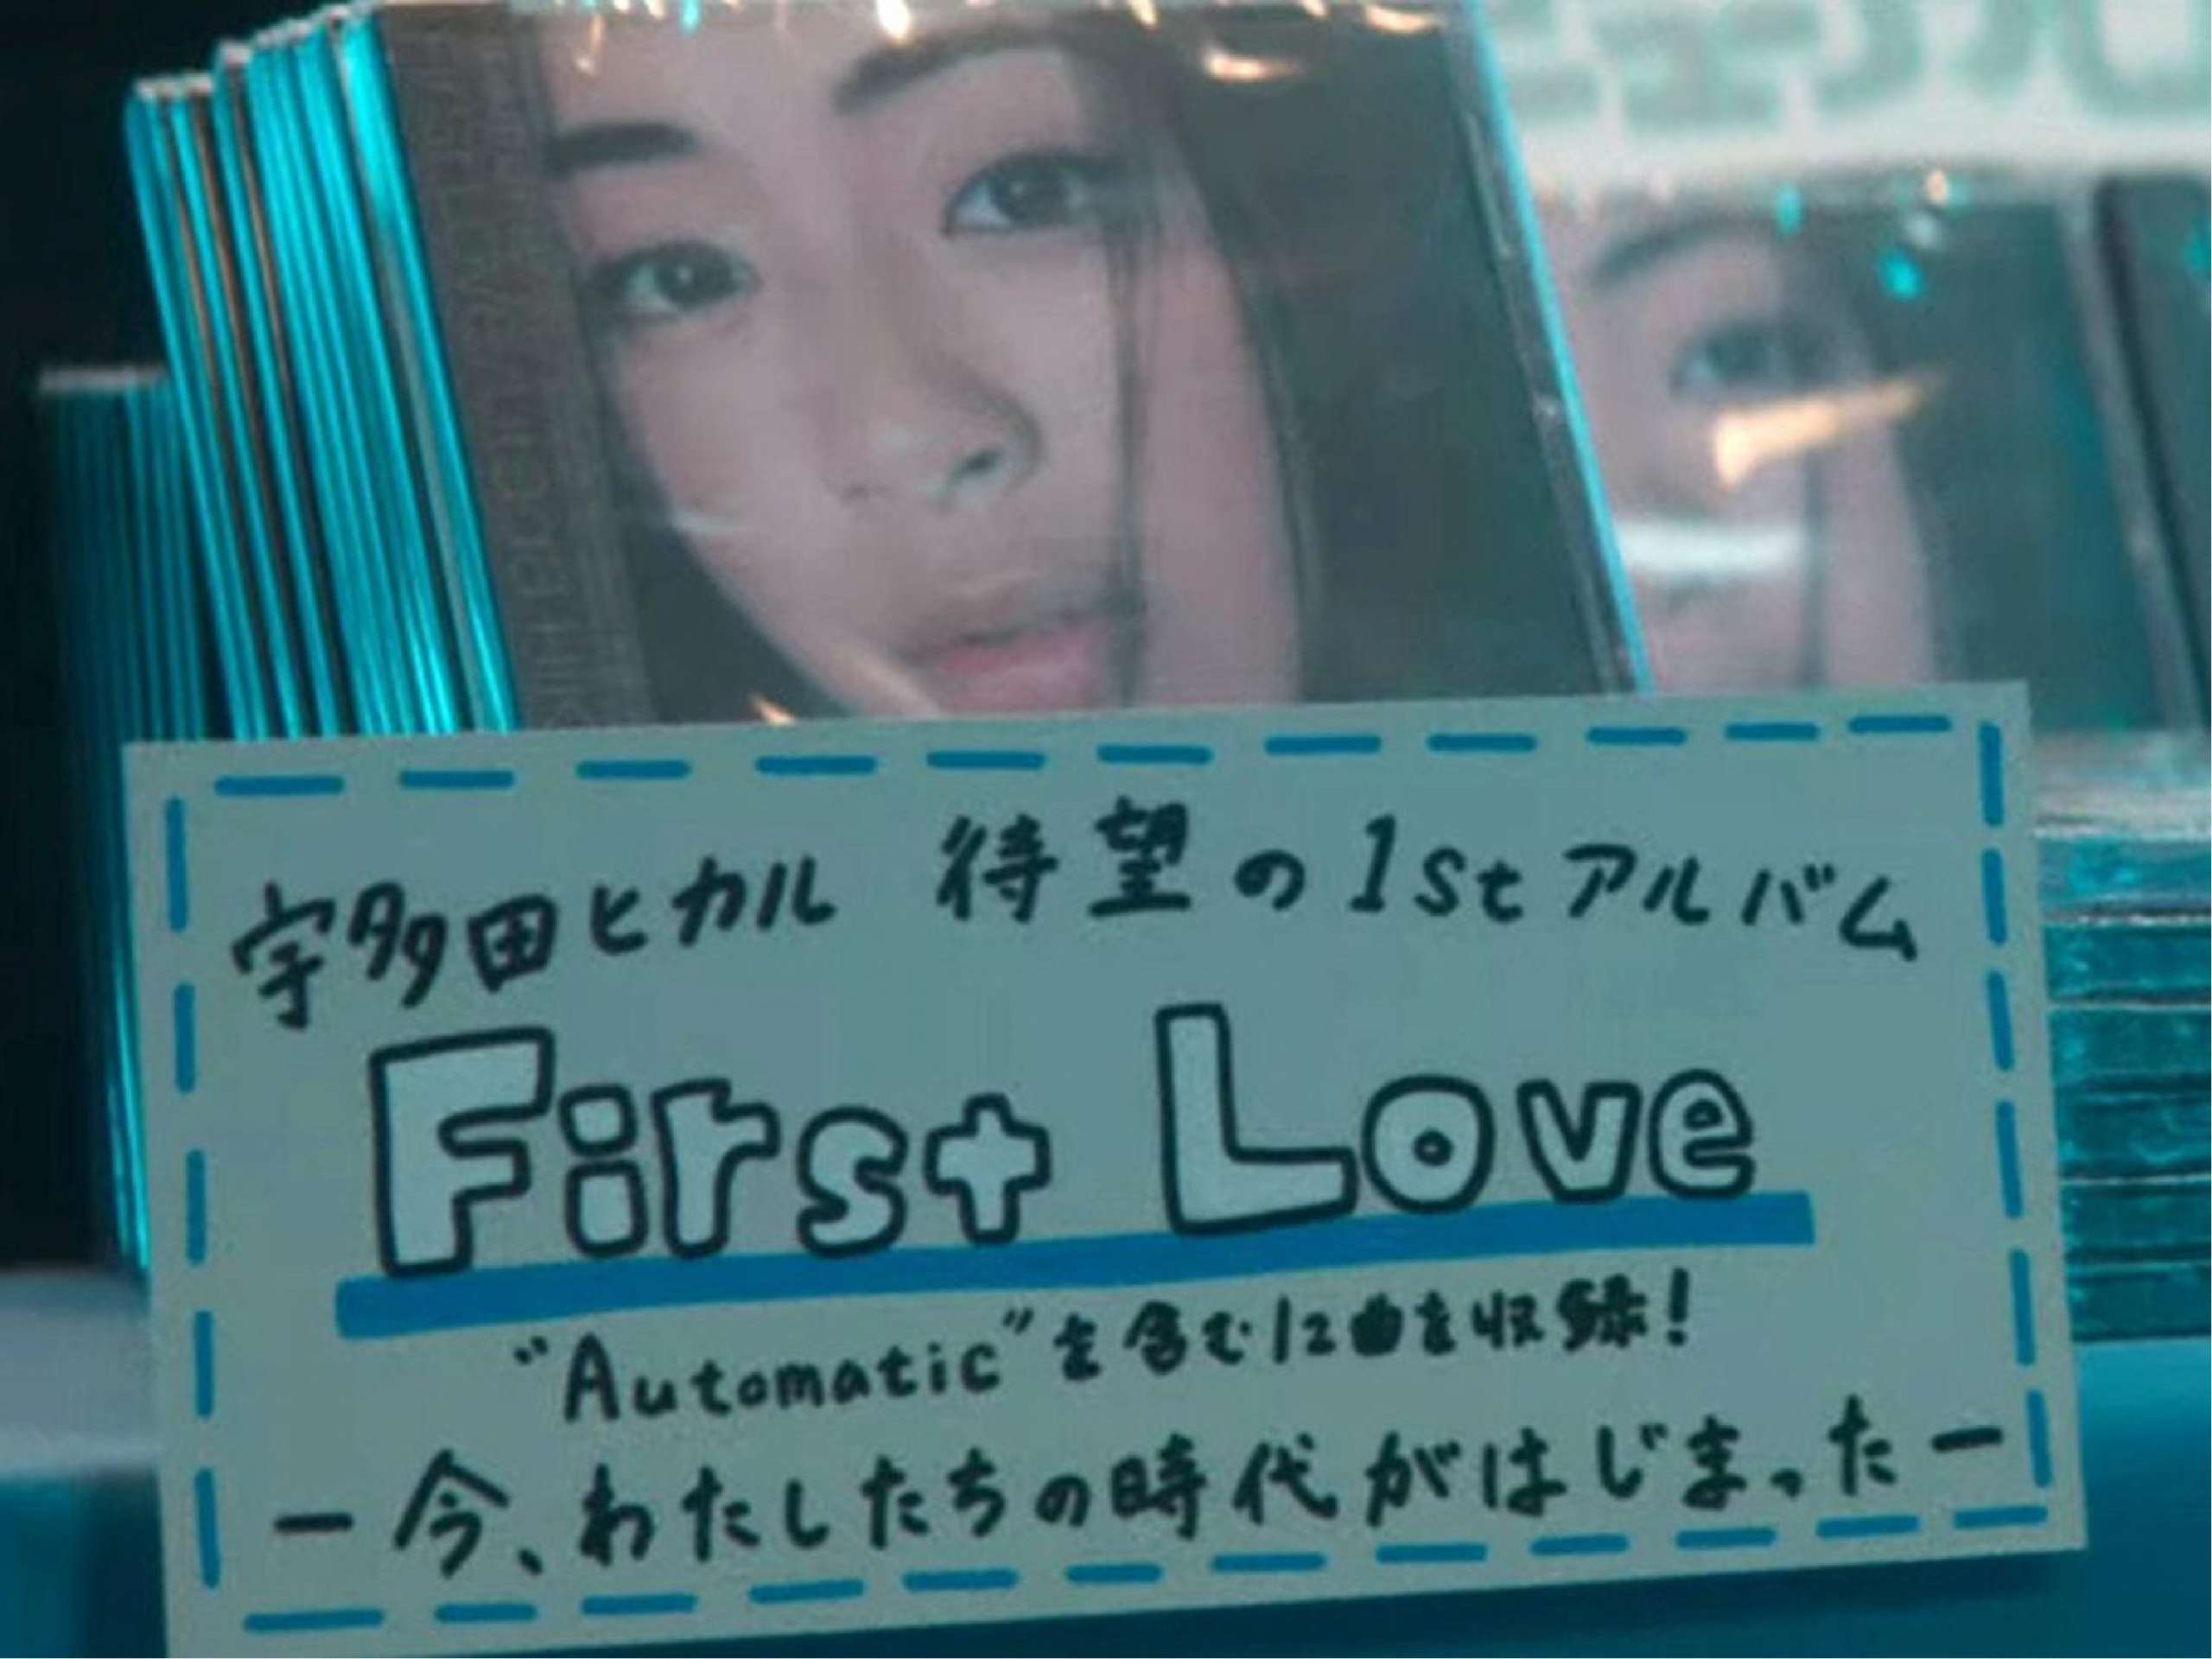 宇多田ヒカル 待望の1stアルバム
First Love
"Automatic"を含む12曲を収録!
ー今、わたしたちの時代がはじまったー